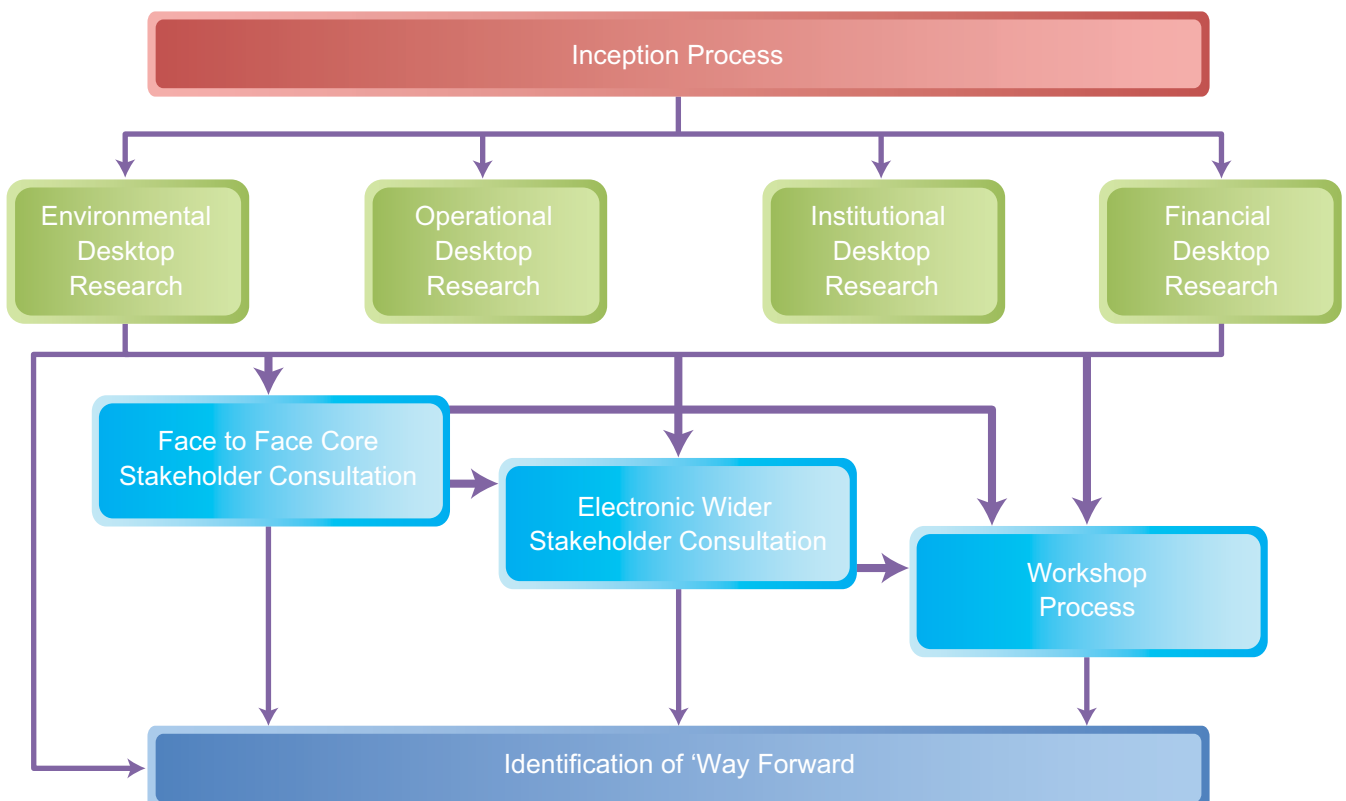 Inception Process
Environmental
Desktop
Research
Operational
Desktop
Research
Institutional
Desktop
Research
Financial
Desktop
Research
Face to Face Core
Stakeholder Consultation
Electronic Wider
Stakeholder Consultation
Workshop
Process
Identification of ‘Way Forward